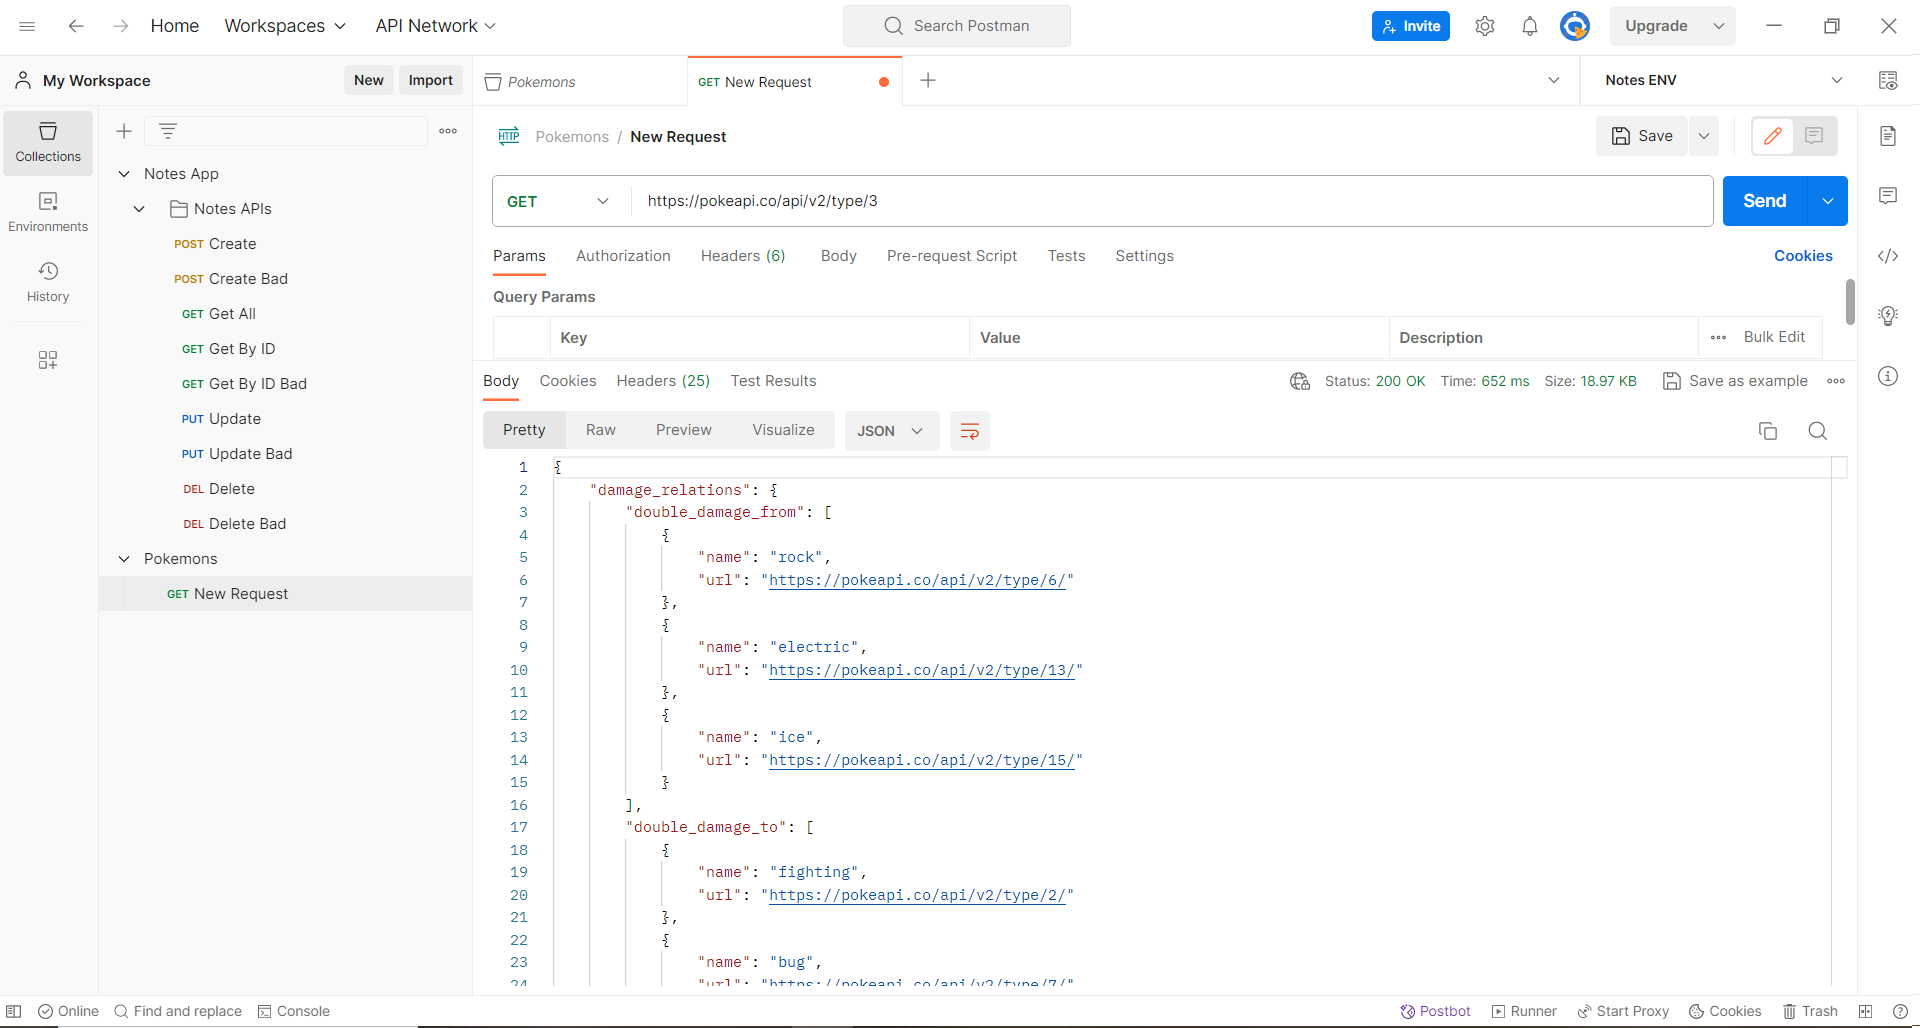 Home Workspaces API Network Search Postman Invite Upgrade
My Workspace New Import Pokemons GET New Request Notes ENV
Collections
Environments
History
Notes App
Notes APIs
POST Create
POST Create Bad
GET Get All
GET Get By ID
GET Get By ID Bad
PUT Update
PUT Update Bad
DEL Delete
DEL Delete Bad
Pokemons
GET New Request
HTTP Pokemons / New Request Save
GET https://pokeapi.co/api/v2/type/3 Send
Params Authorization Headers (6) Body Pre-request Script Tests Settings Cookies
Query Params
Key Value Description Bulk Edit
Body Cookies Headers (25) Test Results Status: 200 OK Time: 652 ms Size: 18.97 KB Save as example
Pretty Raw Preview Visualize JSON
1 {
2 "damage_relations": {
3 "double_damage_from": [
4 {
5 "name": "rock",
6 "url": "https://pokeapi.co/api/v2/type/6/"
7 },
8 {
9 "name": "electric",
10 "url": "https://pokeapi.co/api/v2/type/13/"
11 },
12 {
13 "name": "ice",
14 "url": "https://pokeapi.co/api/v2/type/15/"
15 }
16 ],
17 "double_damage_to": [
18 {
19 "name": "fighting",
20 "url": "https://pokeapi.co/api/v2/type/2/"
21 },
22 {
23 "name": "bug",
24 "url": "https://pokeapi.co/api/v2/type/7/"
Online Find and replace Console Postbot Runner Start Proxy Cookies Trash